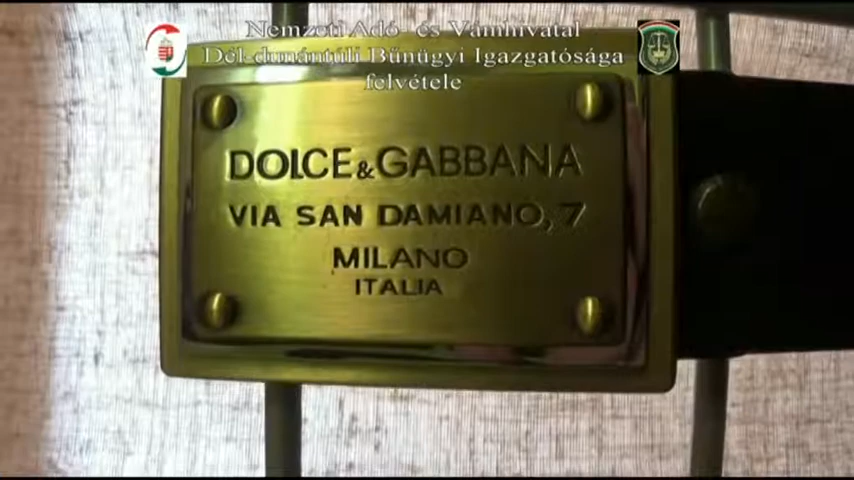 Nemzeti Adó- és Vámhivatal
Dél-dunántúli Bűnügyi Igazgatósága
felvétele
DOLCE & GABBANA
VIA SAN DAMIANO, 7
MILANO
ITALIA